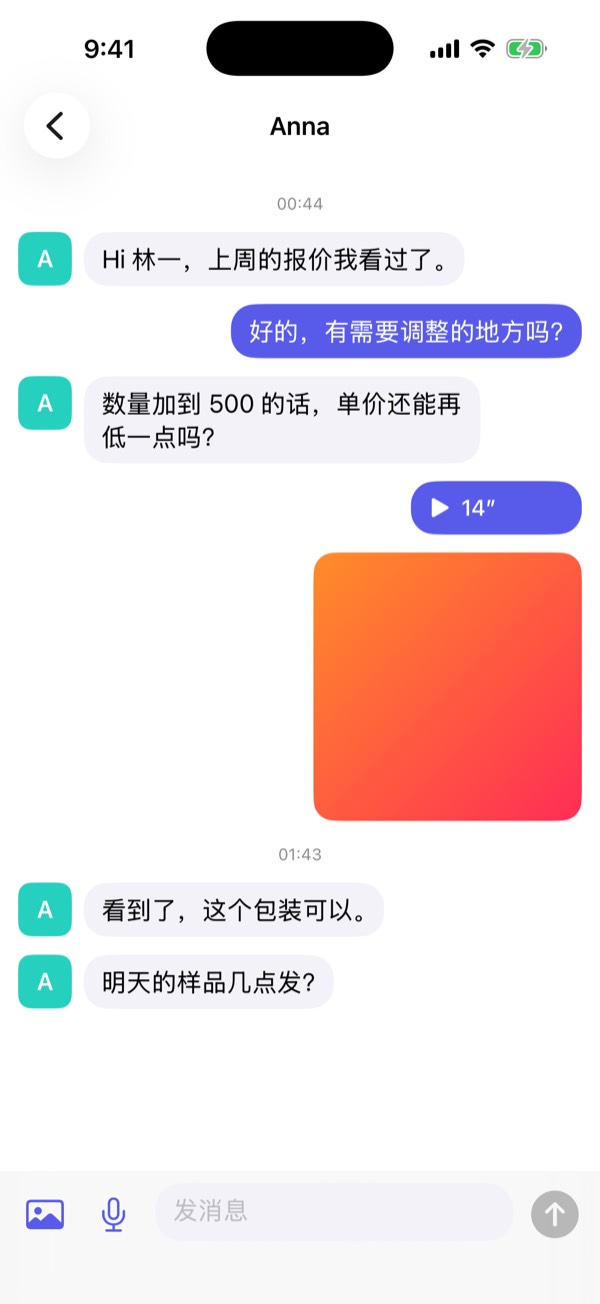 9:41
Anna
00:44
A
Hi 林一，上周的报价我看过了。
好的，有需要调整的地方吗？
A
数量加到 500 的话，单价还能再
低一点吗？
14″
01:43
A
看到了，这个包装可以。
A
明天的样品几点发？
发消息